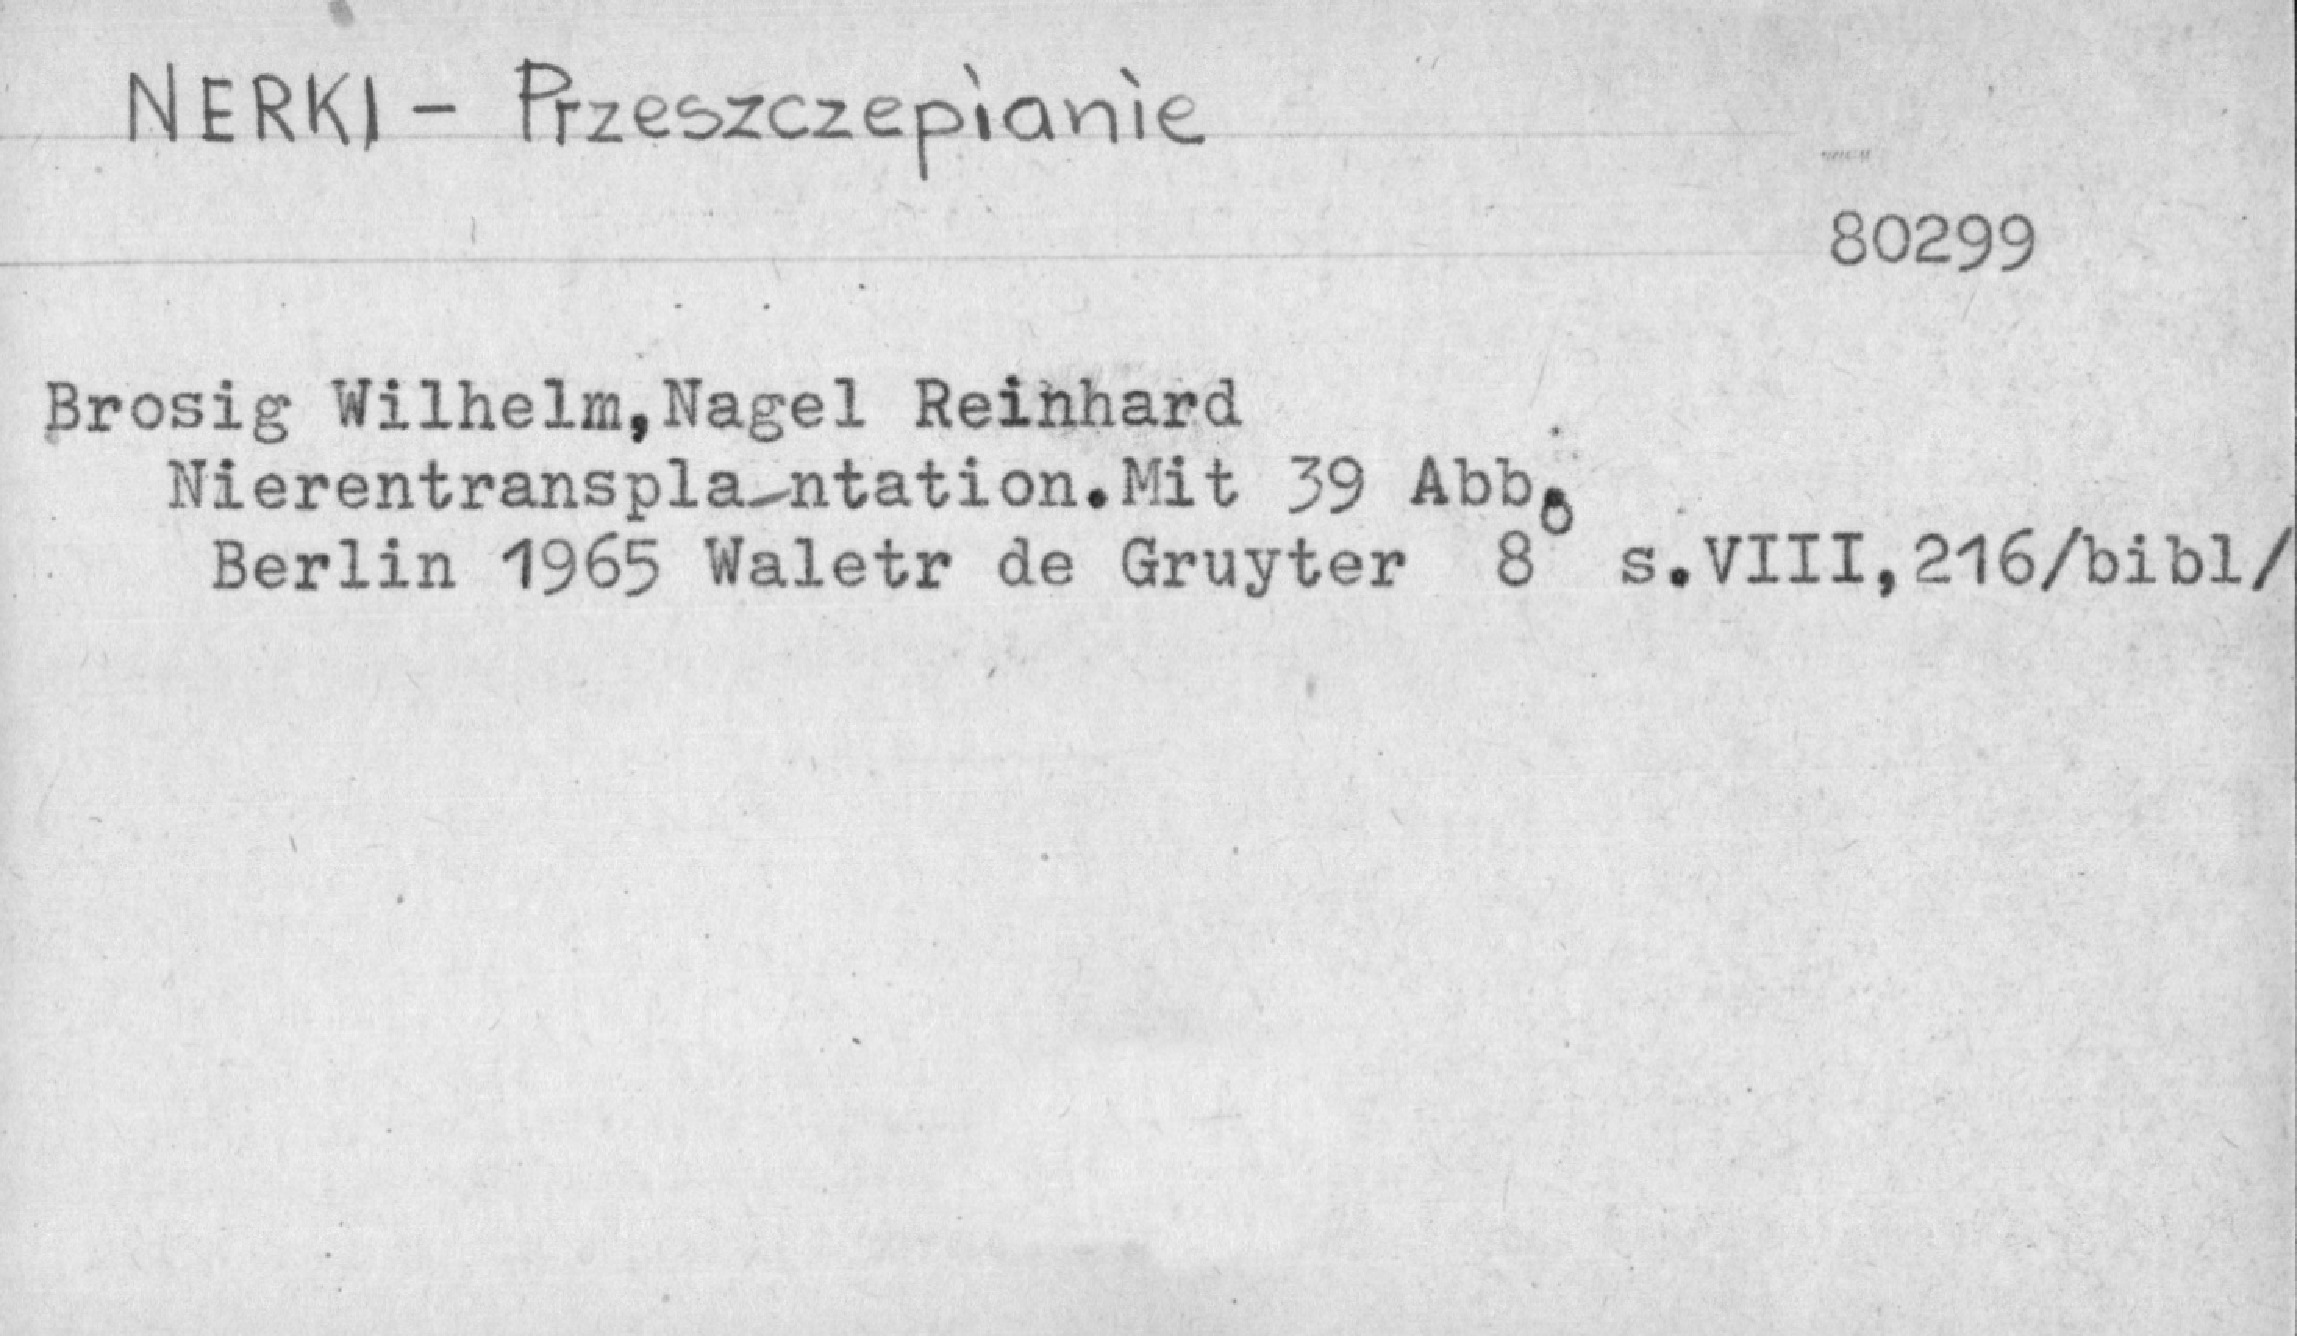 NERKI - Przeszczepianie
80299
Brosig Wilhelm,Nagel Reinhard
Nierentranspla-ntation.Mit 39 Abb.
Berlin 1965 Waletr de Gruyter 8° s.VIII,216/bibl/